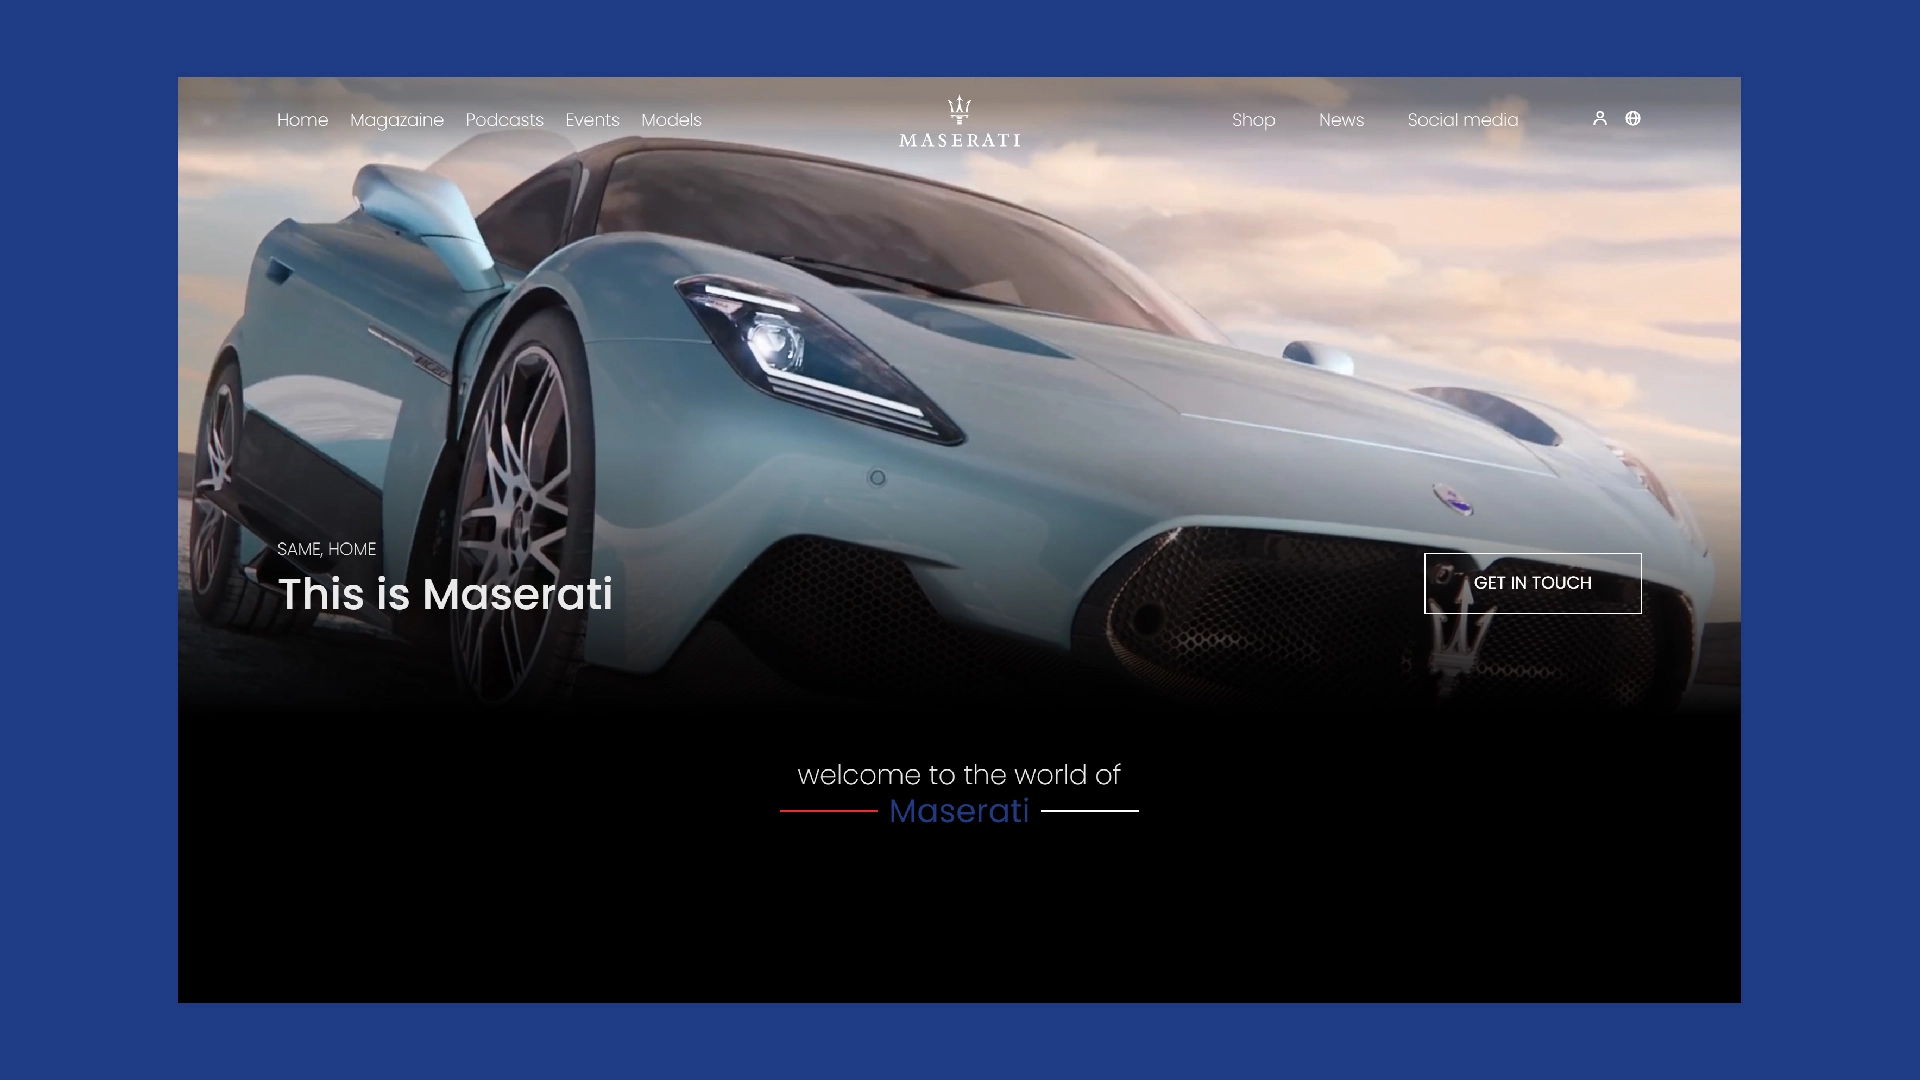 Home Magazaine Podcasts Events Models
MASERATI
Shop News Social media
SAME, HOME
This is Maserati
GET IN TOUCH
welcome to the world of
Maserati